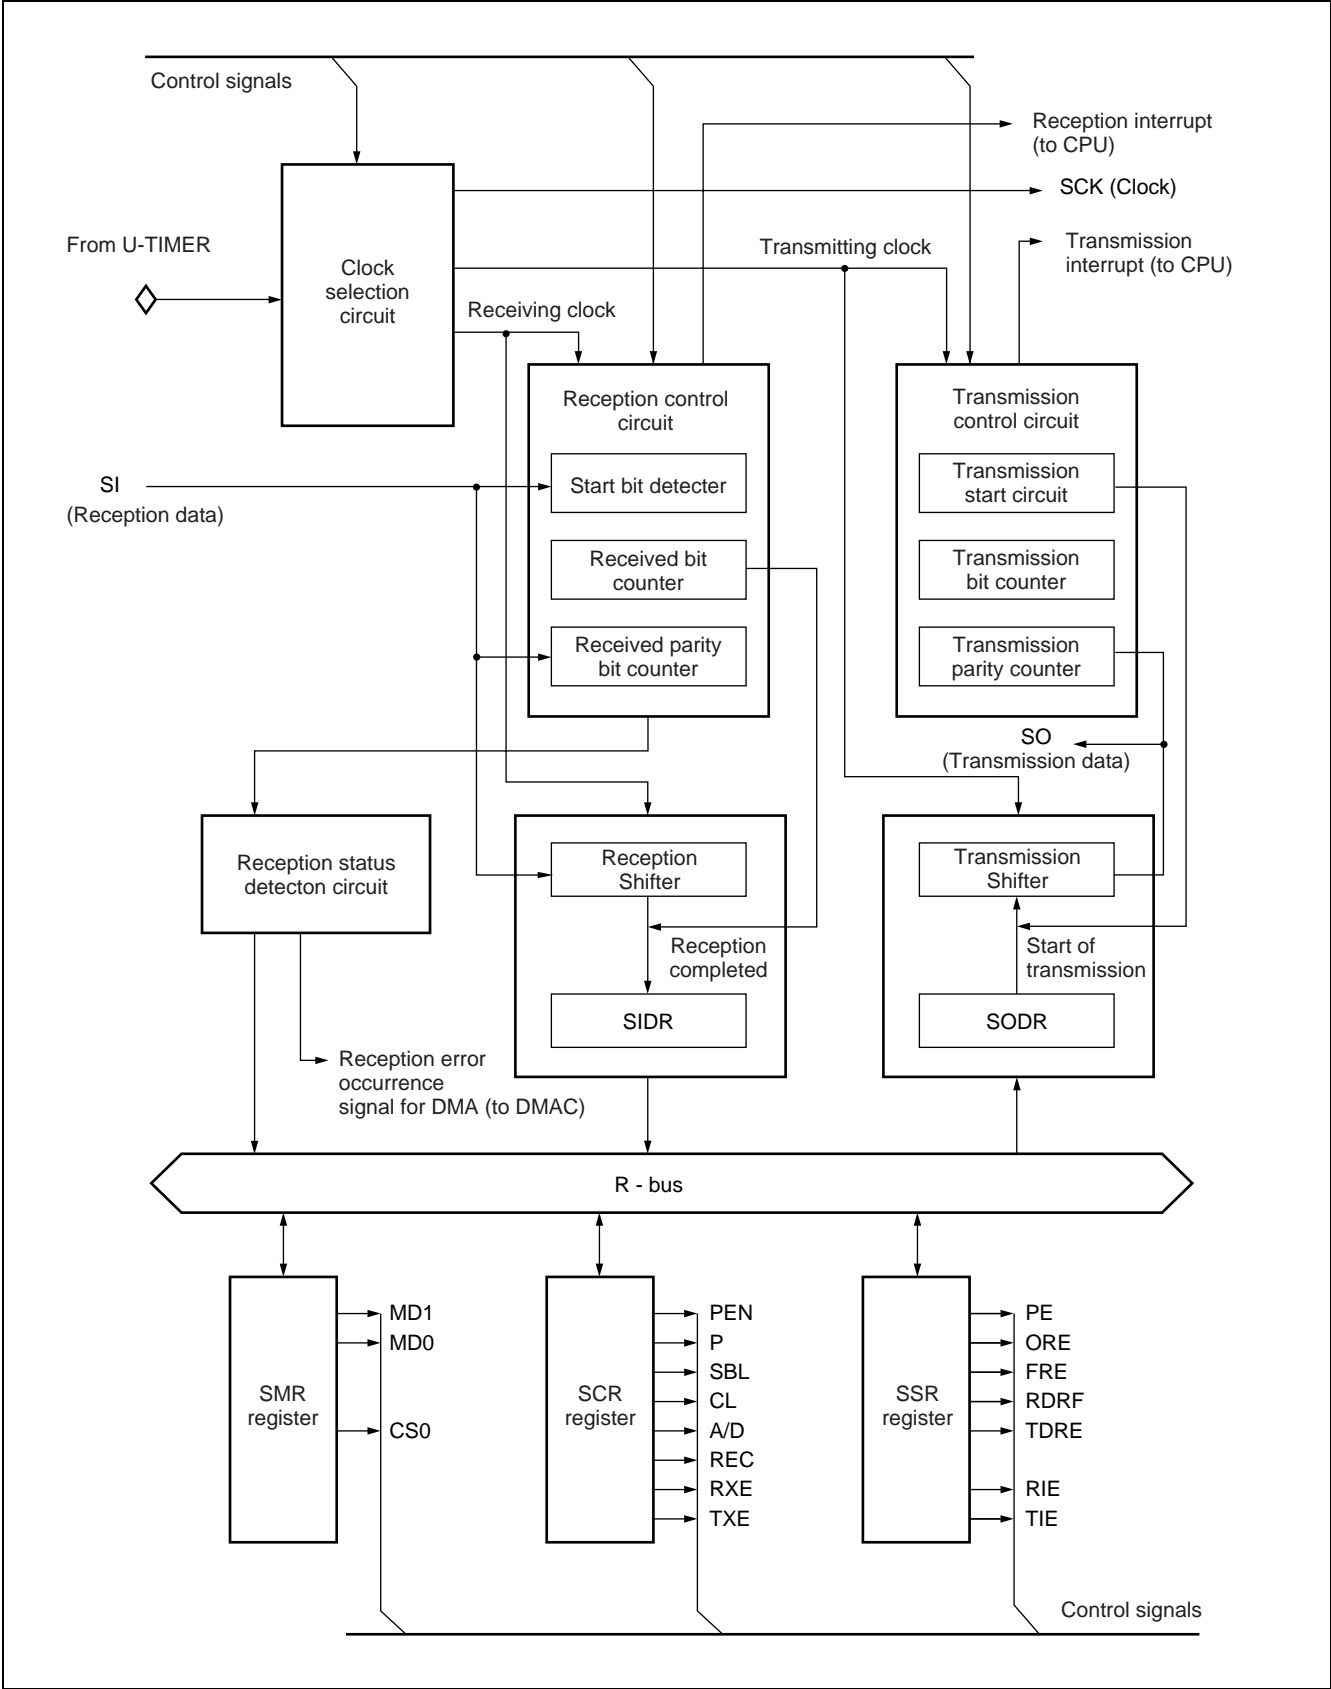 Control signals
Reception interrupt
(to CPU)
SCK (Clock)
From U-TIMER
Transmitting clock
Transmission
interrupt (to CPU)
Clock
selection
circuit
Receiving clock
Reception control
circuit
Transmission
control circuit
SI
(Reception data)
Start bit detecter
Transmission
start circuit
Received bit
counter
Transmission
bit counter
Received parity
bit counter
Transmission
parity counter
SO
(Transmission data)
Reception status
detecton circuit
Reception
Shifter
Transmission
Shifter
Reception
completed
Start of
transmission
SIDR
SODR
Reception error
occurrence
signal for DMA (to DMAC)
R - bus
SMR
register
MD1
MD0
CS0
SCR
register
PEN
P
SBL
CL
A/D
REC
RXE
TXE
SSR
register
PE
ORE
FRE
RDRF
TDRE
RIE
TIE
Control signals